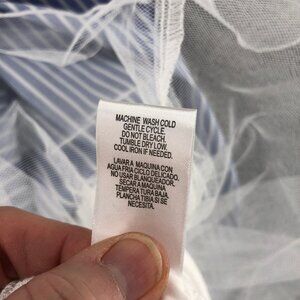 MACHINE WASH COLD
GENTLE CYCLE.
DO NOT BLEACH.
TUMBLE DRY LOW.
COOL IRON IF NEEDED.
LAVAR A MAQUINA CON
AGUA FRIA CICLO DELICADO.
NO USAR BLANQUEADOR.
SECAR A MAQUINA
TEMPERATURA BAJA
PLANCHA TIBIA SI SE
NECESITA.